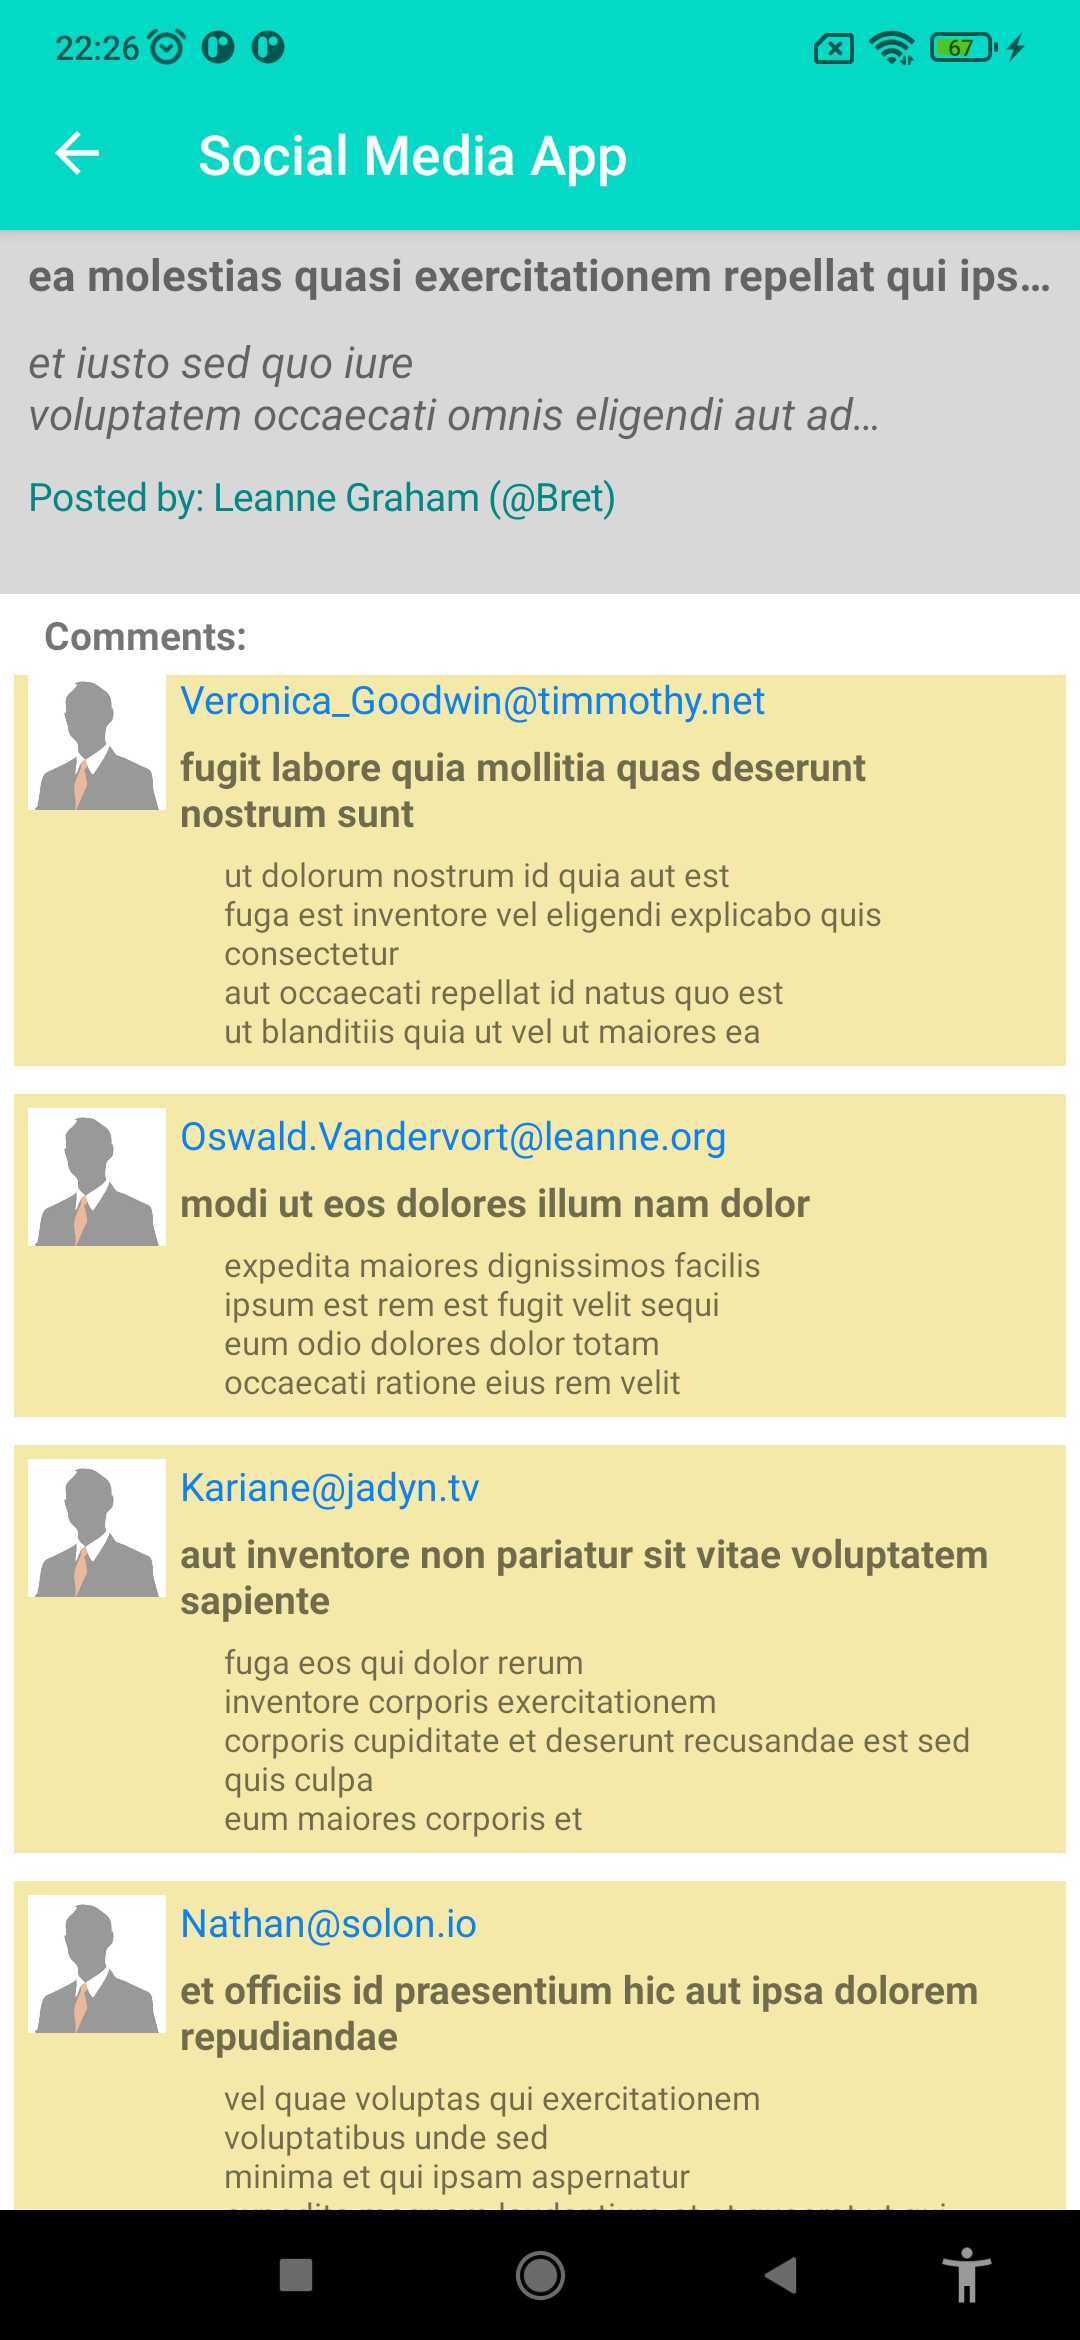 22:26
67
Social Media App
ea molestias quasi exercitationem repellat qui ips...
et iusto sed quo iure
voluptatem occaecati omnis eligendi aut ad...
Posted by: Leanne Graham (@Bret)
Comments:
Veronica_Goodwin@timmothy.net
fugit labore quia mollitia quas deserunt
nostrum sunt
ut dolorum nostrum id quia aut est
fuga est inventore vel eligendi explicabo quis
consectetur
aut occaecati repellat id natus quo est
ut blanditiis quia ut vel ut maiores ea
Oswald.Vandervort@leanne.org
modi ut eos dolores illum nam dolor
expedita maiores dignissimos facilis
ipsum est rem est fugit velit sequi
eum odio dolores dolor totam
occaecati ratione eius rem velit
Kariane@jadyn.tv
aut inventore non pariatur sit vitae voluptatem
sapiente
fuga eos qui dolor rerum
inventore corporis exercitationem
corporis cupiditate et deserunt recusandae est sed
quis culpa
eum maiores corporis et
Nathan@solon.io
et officiis id praesentium hic aut ipsa dolorem
repudiandae
vel quae voluptas qui exercitationem
voluptatibus unde sed
minima et qui ipsam aspernatur